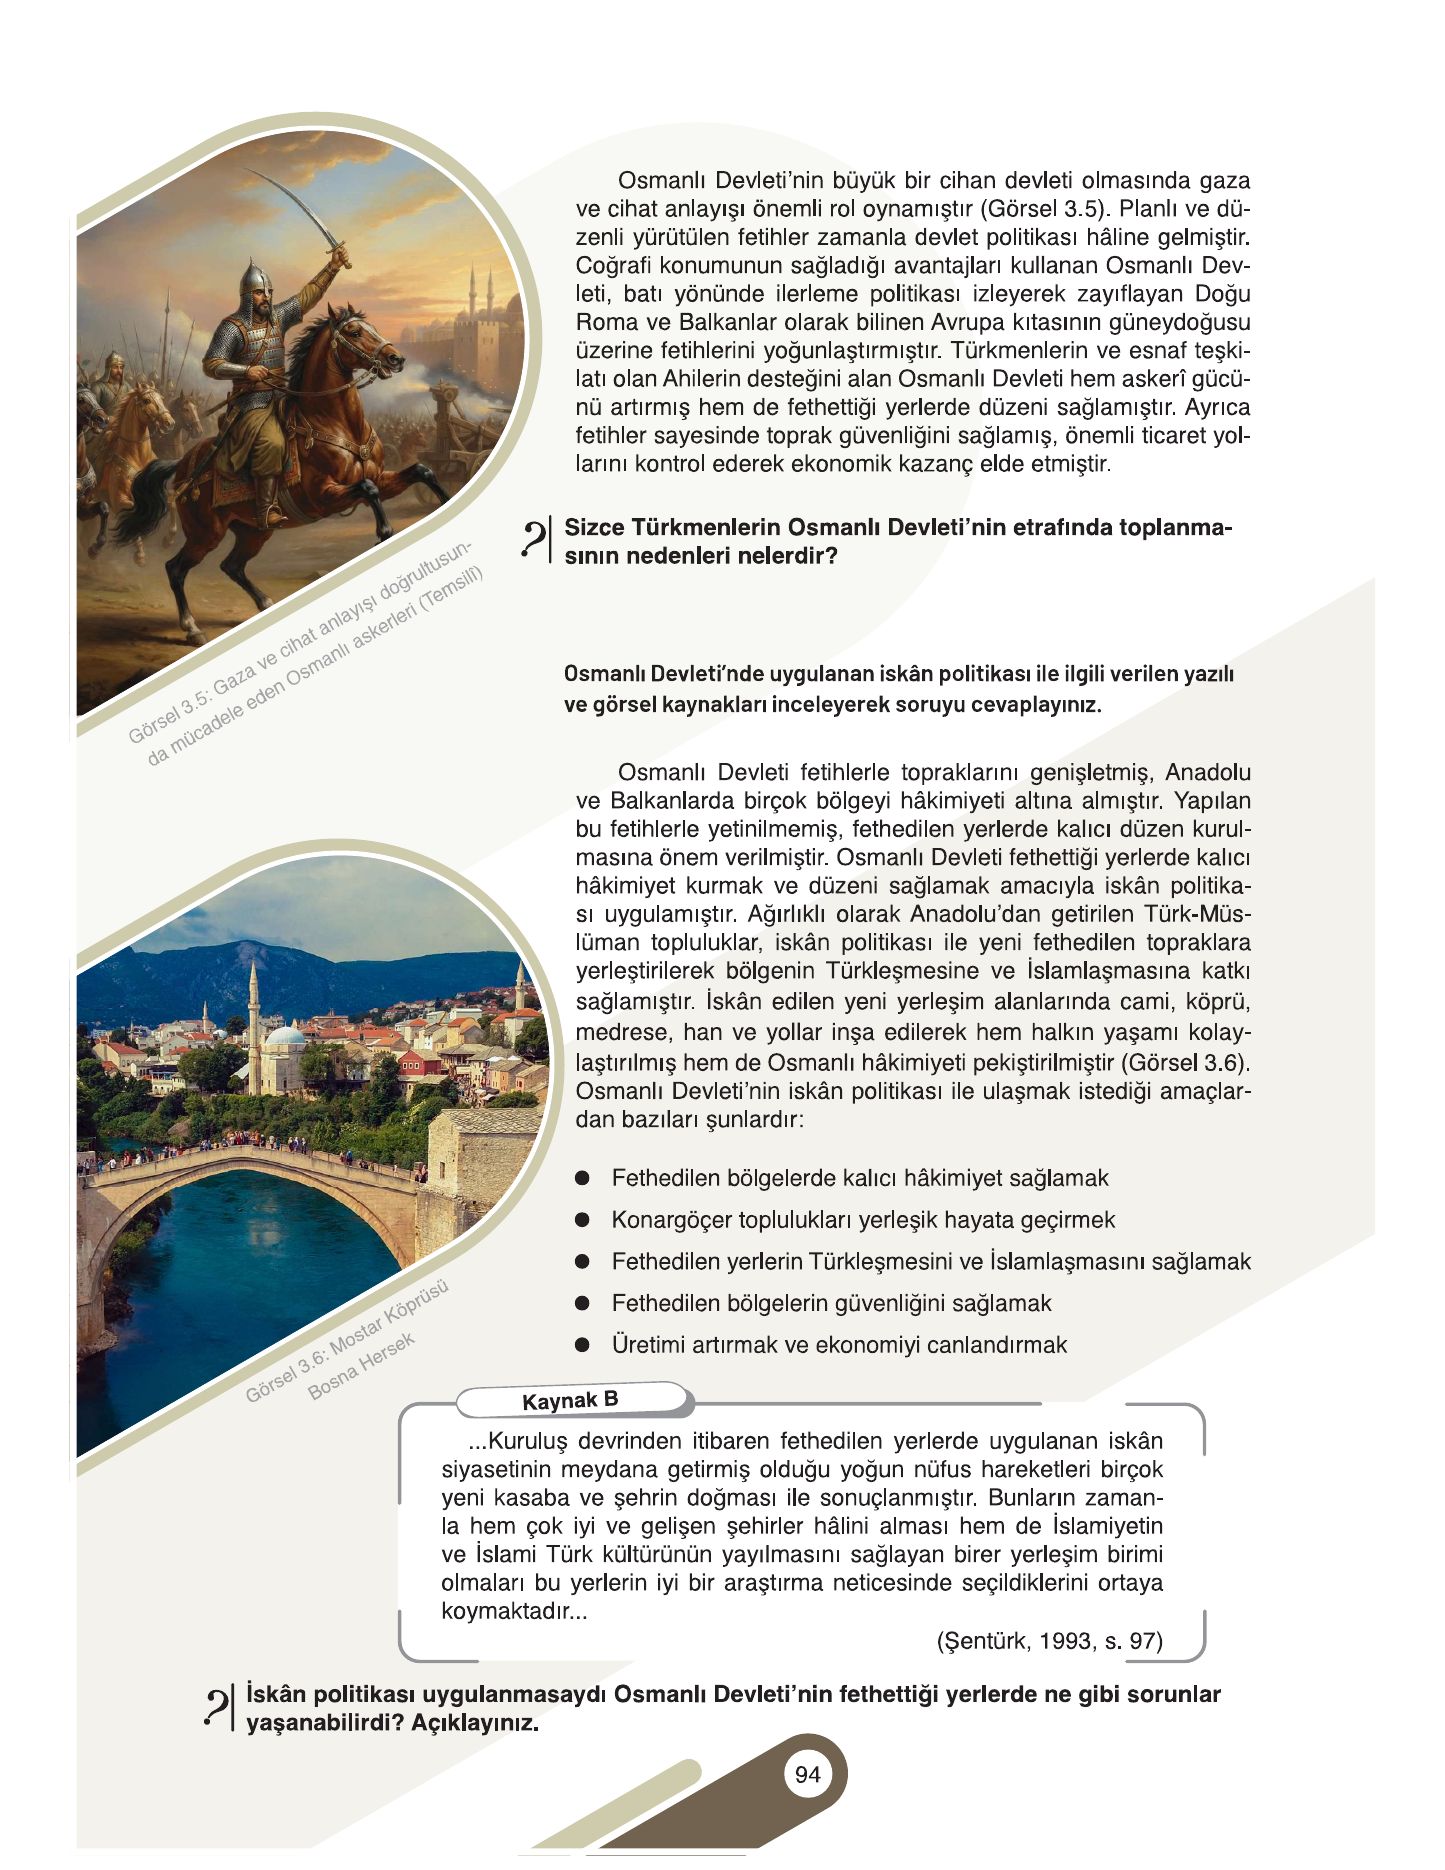 Osmanlı Devleti’nin büyük bir cihan devleti olmasında gaza
ve cihat anlayışı önemli rol oynamıştır (Görsel 3.5). Planlı ve dü-
zenli yürütülen fetihler zamanla devlet politikası hâline gelmiştir.
Coğrafi konumunun sağladığı avantajları kullanan Osmanlı Dev-
leti, batı yönünde ilerleme politikası izleyerek zayıflayan Doğu
Roma ve Balkanlar olarak bilinen Avrupa kıtasının güneydoğusu
üzerine fetihlerini yoğunlaştırmıştır. Türkmenlerin ve esnaf teşki-
latı olan Ahilerin desteğini alan Osmanlı Devleti hem askerî gücü-
nü artırmış hem de fethettiği yerlerde düzeni sağlamıştır. Ayrıca
fetihler sayesinde toprak güvenliğini sağlamış, önemli ticaret yol-
larını kontrol ederek ekonomik kazanç elde etmiştir.
Görsel 3.5: Gaza ve cihat anlayışı doğrultusun-
da mücadele eden Osmanlı askerleri (Temsilî)
? Sizce Türkmenlerin Osmanlı Devleti’nin etrafında toplanma-
sının nedenleri nelerdir?
Osmanlı Devleti’nde uygulanan iskân politikası ile ilgili verilen yazılı
ve görsel kaynakları inceleyerek soruyu cevaplayınız.
Osmanlı Devleti fetihlerle topraklarını genişletmiş, Anadolu
ve Balkanlarda birçok bölgeyi hâkimiyeti altına almıştır. Yapılan
bu fetihlerle yetinilmemiş, fethedilen yerlerde kalıcı düzen kurul-
masına önem verilmiştir. Osmanlı Devleti fethettiği yerlerde kalıcı
hâkimiyet kurmak ve düzeni sağlamak amacıyla iskân politika-
sı uygulamıştır. Ağırlıklı olarak Anadolu’dan getirilen Türk-Müs-
lüman topluluklar, iskân politikası ile yeni fethedilen topraklara
yerleştirilerek bölgenin Türkleşmesine ve İslamlaşmasına katkı
sağlamıştır. İskân edilen yeni yerleşim alanlarında cami, köprü,
medrese, han ve yollar inşa edilerek hem halkın yaşamı kolay-
laştırılmış hem de Osmanlı hâkimiyeti pekiştirilmiştir (Görsel 3.6).
Osmanlı Devleti’nin iskân politikası ile ulaşmak istediği amaçlar-
dan bazıları şunlardır:
● Fethedilen bölgelerde kalıcı hâkimiyet sağlamak
● Konargöçer toplulukları yerleşik hayata geçirmek
● Fethedilen yerlerin Türkleşmesini ve İslamlaşmasını sağlamak
● Fethedilen bölgelerin güvenliğini sağlamak
● Üretimi artırmak ve ekonomiyi canlandırmak
Görsel 3.6: Mostar Köprüsü
Bosna Hersek
Kaynak B
...Kuruluş devrinden itibaren fethedilen yerlerde uygulanan iskân
siyasetinin meydana getirmiş olduğu yoğun nüfus hareketleri birçok
yeni kasaba ve şehrin doğması ile sonuçlanmıştır. Bunların zaman-
la hem çok iyi ve gelişen şehirler hâlini alması hem de İslamiyetin
ve İslami Türk kültürünün yayılmasını sağlayan birer yerleşim birimi
olmaları bu yerlerin iyi bir araştırma neticesinde seçildiklerini ortaya
koymaktadır...
(Şentürk, 1993, s. 97)
? İskân politikası uygulanmasaydı Osmanlı Devleti’nin fethettiği yerlerde ne gibi sorunlar
yaşanabilirdi? Açıklayınız.
94